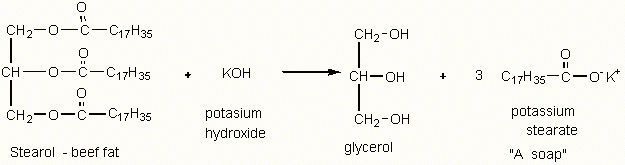 O
CH2-O-C-C17H35
O
CH-O-C-C17H35
O
CH2-O-C-C17H35
+ KOH
potasium
hydroxide
Stearol - beef fat
CH2-OH
CH-OH
CH2-OH
glycerol
+ 3
O
C17H35-C-O-K+
potassium
stearate
"A soap"